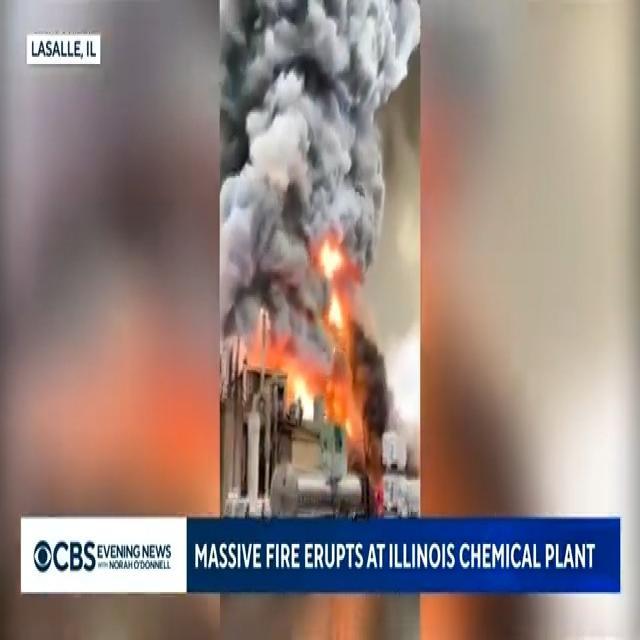 LASALLE, IL
CBS EVENING NEWS
WITH NORAH O'DONNELL
MASSIVE FIRE ERUPTS AT ILLINOIS CHEMICAL PLANT